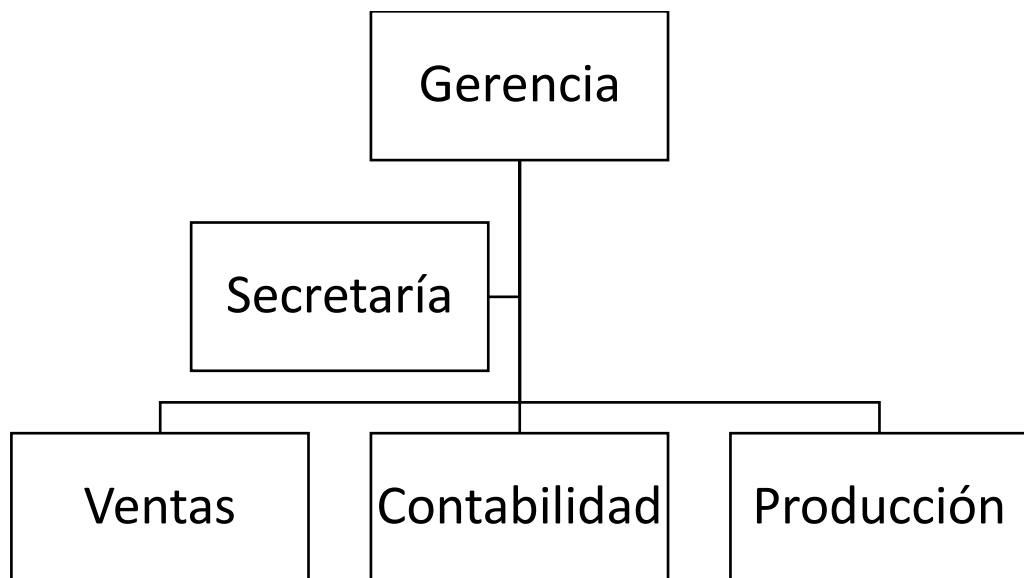 Gerencia
Secretaría
Ventas
Contabilidad
Producción